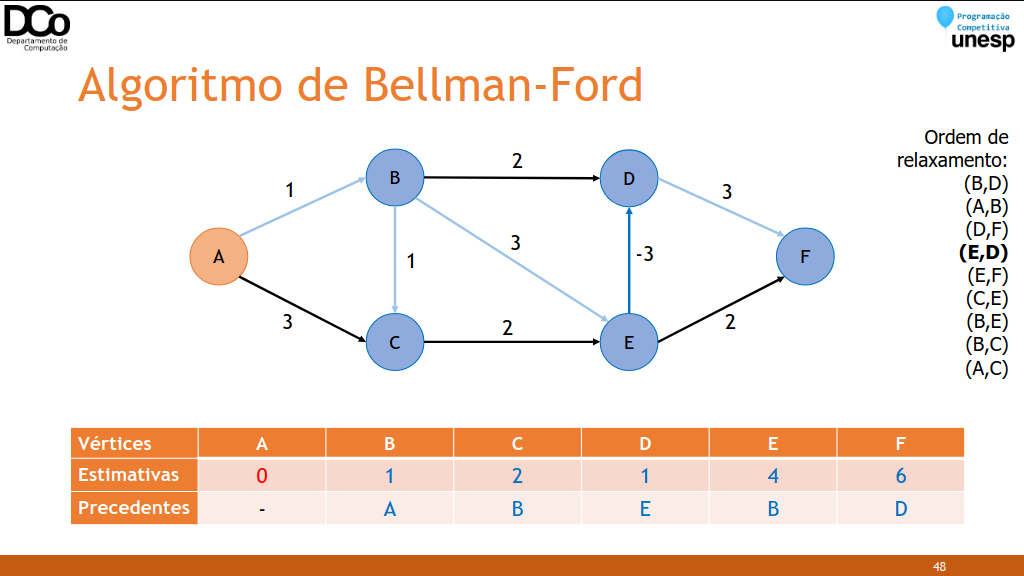 DCo
Departamento de
Computação
Programação
Competitiva
unesp
Algoritmo de Bellman-Ford
Ordem de
relaxamento:
(B,D)
(A,B)
(D,F)
(E,D)
(E,F)
(C,E)
(B,E)
(B,C)
(A,C)
B
2
D
1
3
A
1
3
-3
F
3
C
2
E
2
Vértices A B C D E F
Estimativas 0 1 2 1 4 6
Precedentes - A B E B D
48